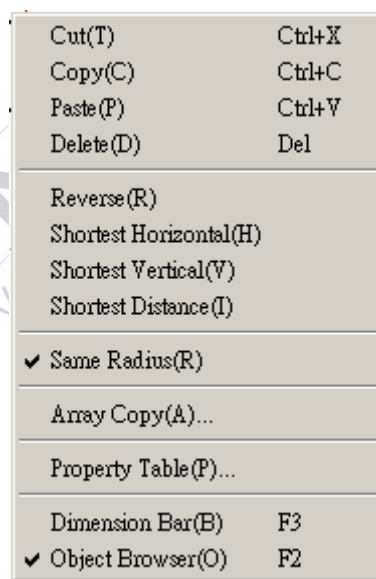 Cut(T) Ctrl+X
Copy(C) Ctrl+C
Paste(P) Ctrl+V
Delete(D) Del
Reverse(R)
Shortest Horizontal(H)
Shortest Vertical(V)
Shortest Distance(I)
Same Radius(R)
Array Copy(A)...
Property Table(P)...
Dimension Bar(B) F3
Object Browser(O) F2